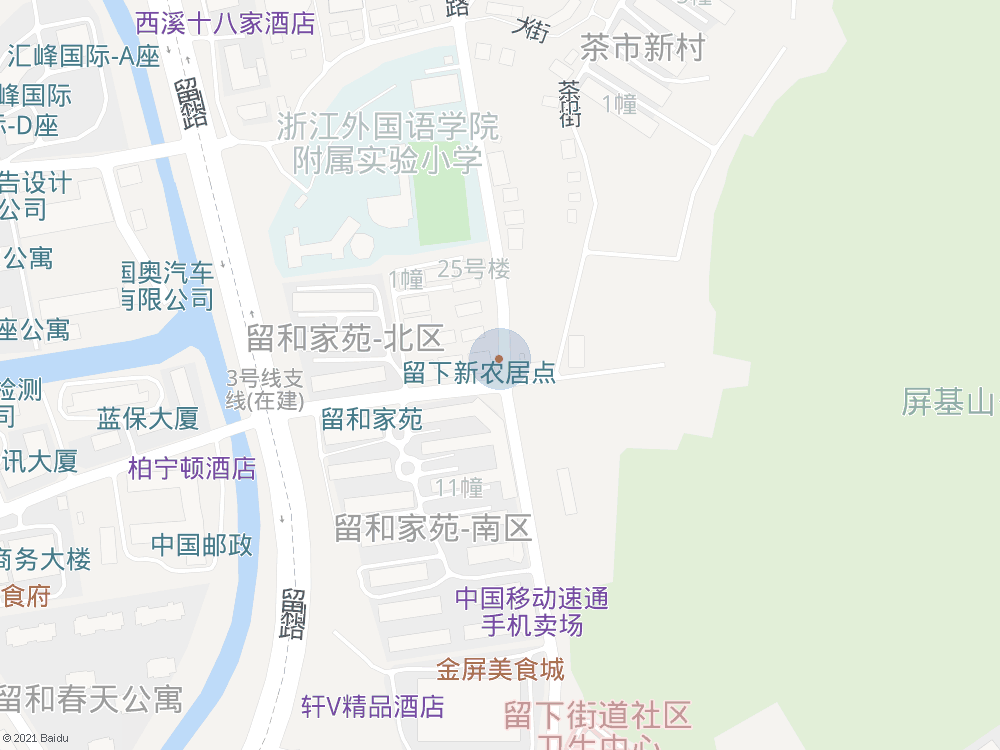 西溪十八家酒店
路
大街
茶市新村
5幢
汇峰国际-A座
留和路
茶市街
1幢
峰国际
示-D座
浙江外国语学院
附属实验小学
告设计
公司
公寓
国奥汽车
有限公司
1幢
25号楼
座公寓
留和家苑-北区
3号线支
线(在建)
留下新农居点
检测
司
蓝保大厦
留和家苑
屏基山
讯大厦
柏宁顿酒店
11幢
留和家苑-南区
中国邮政
商务大楼
食府
留和路
中国移动速通
手机卖场
金屏美食城
留和春天公寓
轩V精品酒店
留下街道社区
卫生中心
© 2021 Baidu